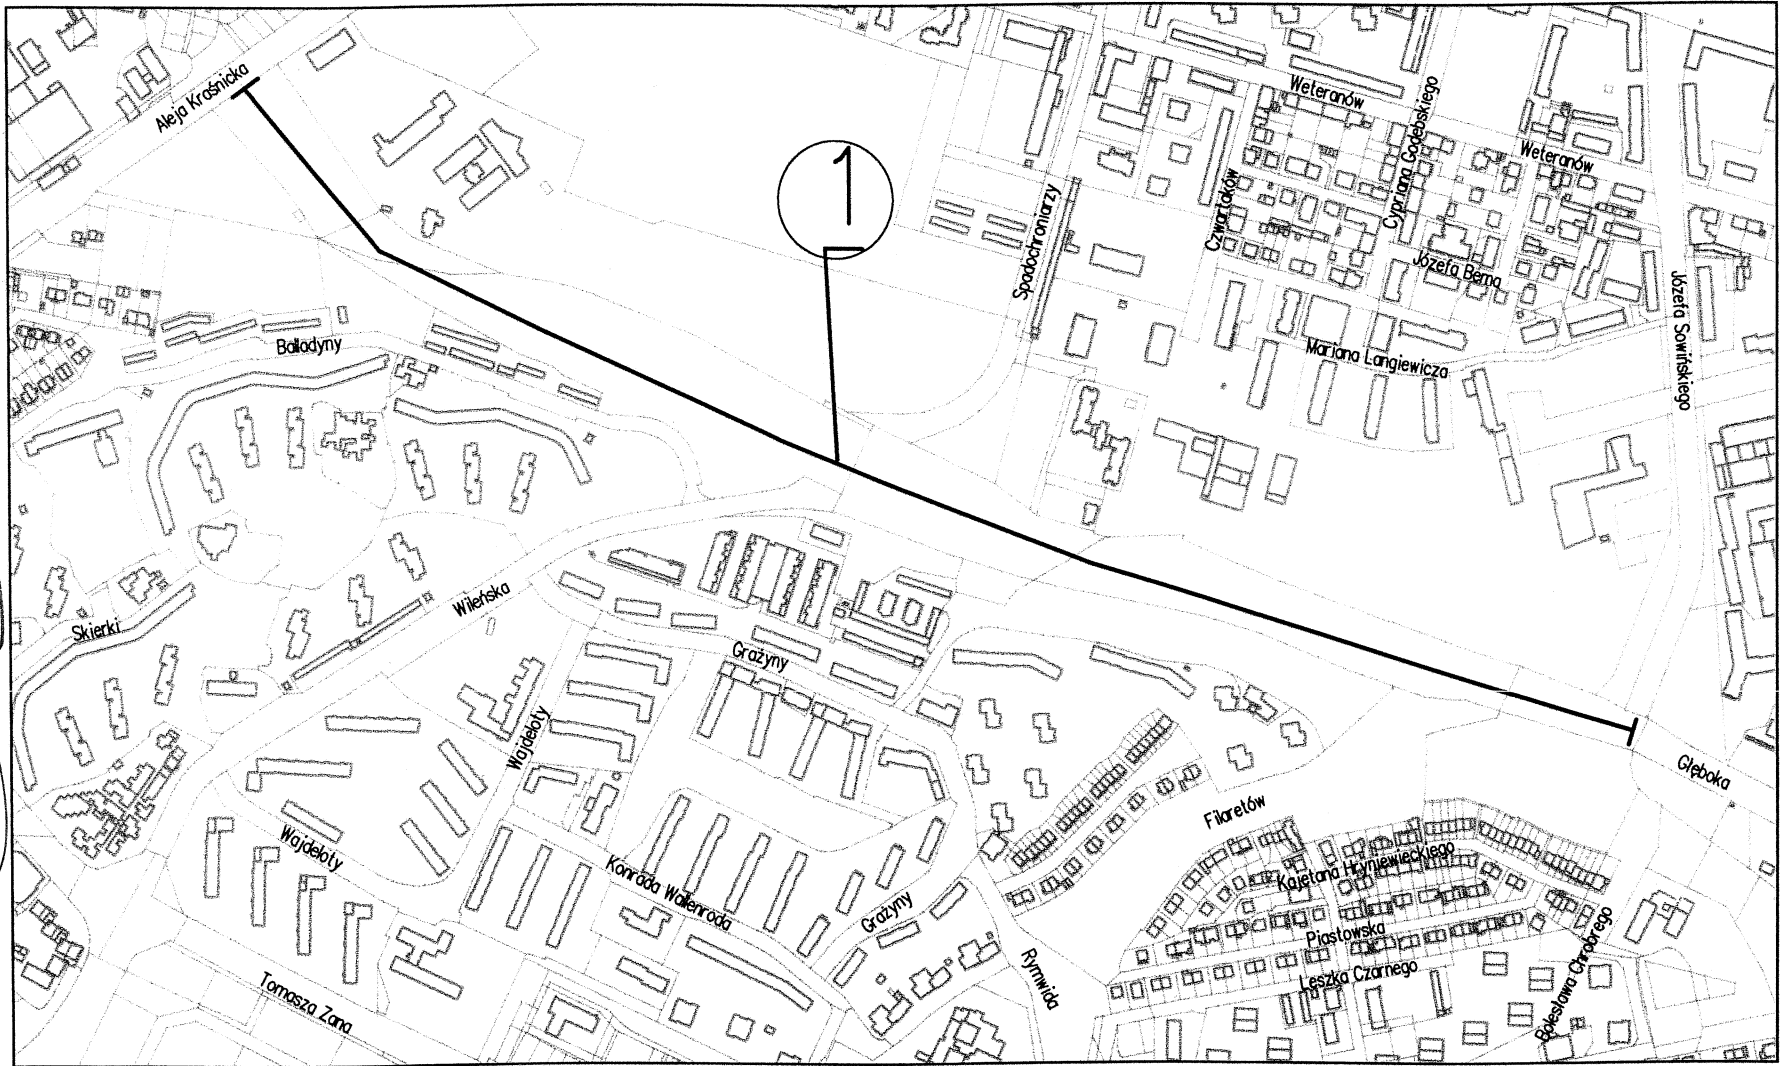 Aleja Kraśnicka
1
Weteranów
Cypriana Godebskiego
Weteranów
Czwartaków
Spadochroniarzy
Józefa Bema
Józefa Sowińskiego
Mariana Langiewicza
Balladyny
Wileńska
Skierki
Grażyny
Wajdeloty
Głęboka
Filaretów
Wajdeloty
Kajetana Hryniewieckiego
Konrada Wallenroda
Grażyny
Piastowska
Bolesława Chrobrego
Leszka Czarnego
Rymwida
Tomasza Zana